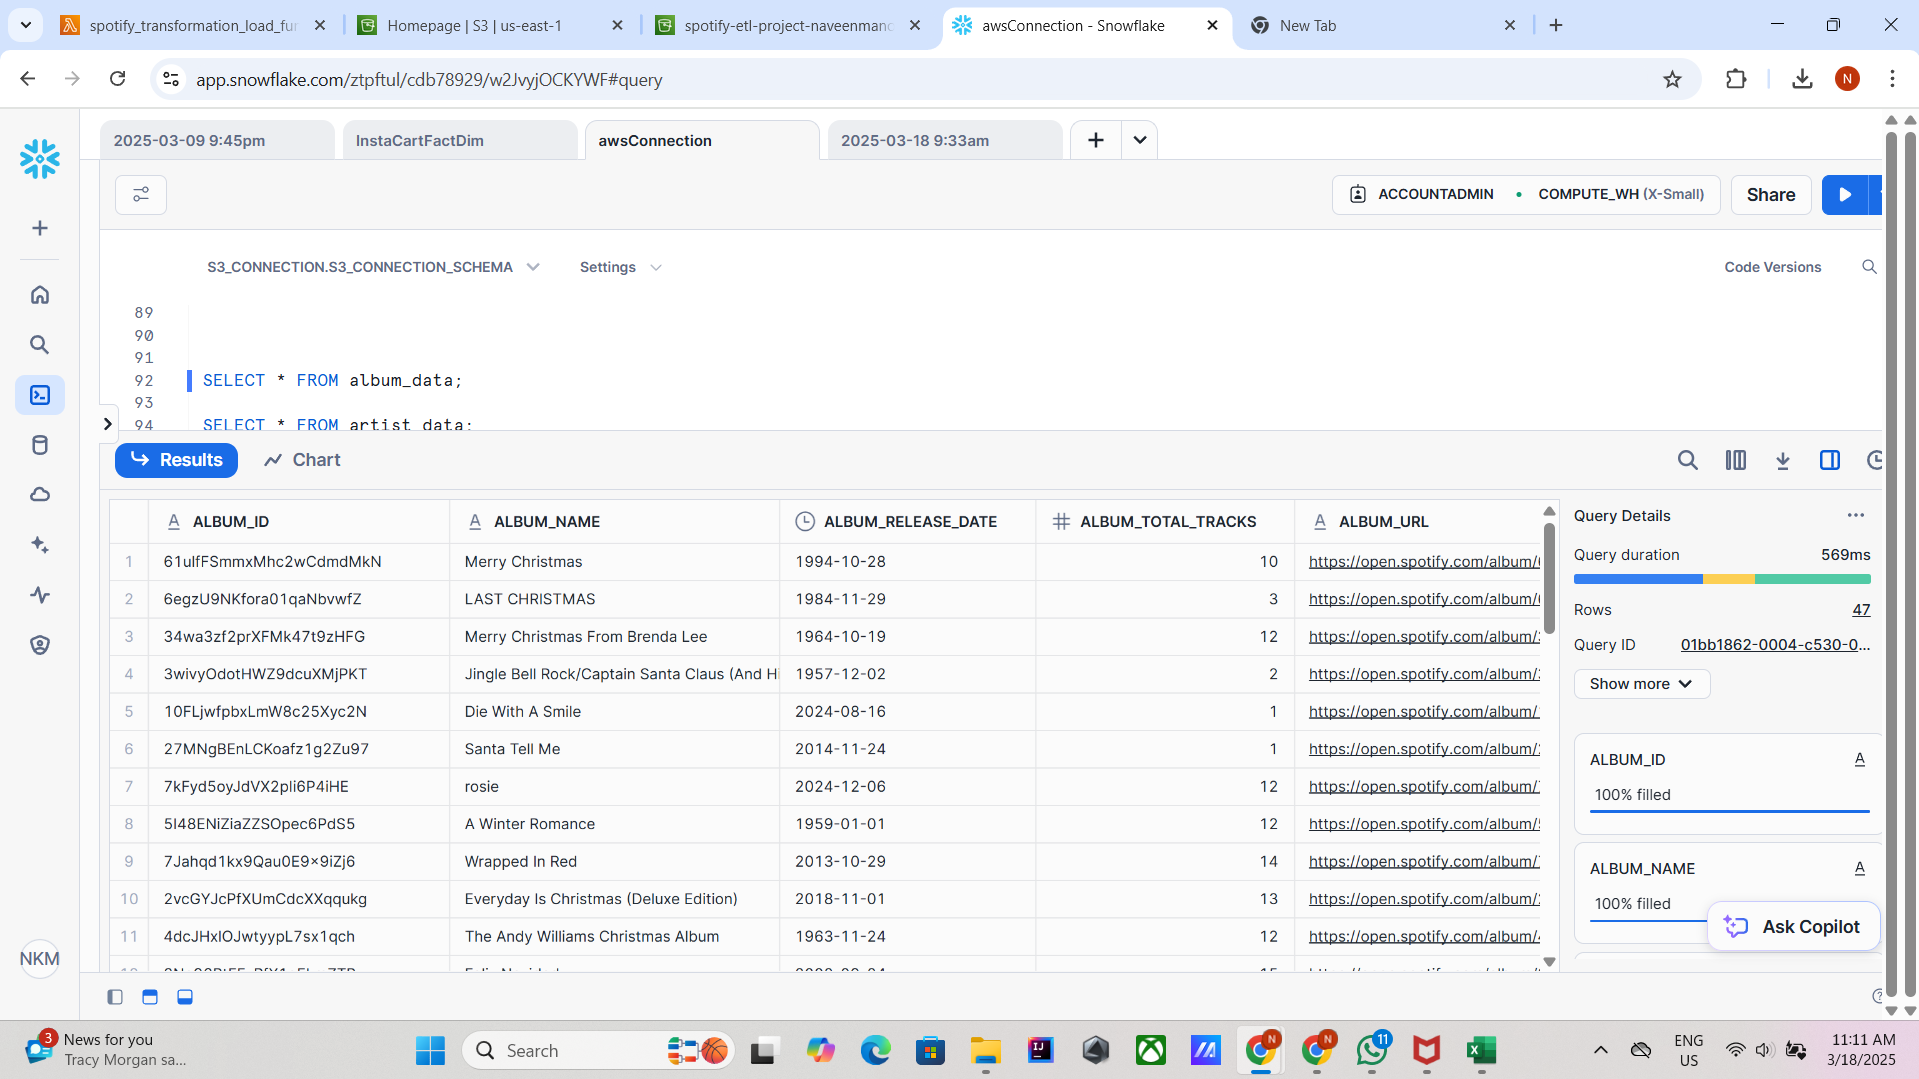 spotify_transformation_load_fun
Homepage | S3 | us-east-1
spotify-etl-project-naveenmanc
awsConnection - Snowflake
New Tab
app.snowflake.com/ztpftul/cdb78929/w2JvyjOCKYWF#query
N
2025-03-09 9:45pm
InstaCartFactDim
awsConnection
2025-03-18 9:33am
ACCOUNTADMIN
COMPUTE_WH (X-Small)
Share
S3_CONNECTION.S3_CONNECTION_SCHEMA
Settings
Code Versions
89
90
91
92 SELECT * FROM album_data;
93
94 SELECT * FROM artist_data;
Results
Chart
ALBUM_ID ALBUM_NAME ALBUM_RELEASE_DATE ALBUM_TOTAL_TRACKS ALBUM_URL
1 61ulfFSmmxMhc2wCdmdMkN Merry Christmas 1994-10-28 10 https://open.spotify.com/album/
2 6egzU9NKfora01qaNbvwfZ LAST CHRISTMAS 1984-11-29 3 https://open.spotify.com/album/
3 34wa3zf2prXFMk47t9zHFG Merry Christmas From Brenda Lee 1964-10-19 12 https://open.spotify.com/album/
4 3wivyOdotHWZ9dcuXMjPKT Jingle Bell Rock/Captain Santa Claus (And Hi 1957-12-02 2 https://open.spotify.com/album/
5 10FLjwfpbxLmW8c25Xyc2N Die With A Smile 2024-08-16 1 https://open.spotify.com/album/
6 27MNgBEnLCKoafz1g2Zu97 Santa Tell Me 2014-11-24 1 https://open.spotify.com/album/
7 7kFyd5oyJdVX2pIi6P4iHE rosie 2024-12-06 12 https://open.spotify.com/album/
8 5I48ENiZiaZZSOpec6PdS5 A Winter Romance 1959-01-01 12 https://open.spotify.com/album/
9 7Jahqd1kx9Qau0E9x9iZj6 Wrapped In Red 2013-10-29 14 https://open.spotify.com/album/
10 2vcGYJcPfXUmCdcXXqqukg Everyday Is Christmas (Deluxe Edition) 2018-11-01 13 https://open.spotify.com/album/
11 4dcJHxIOJwtyypL7sx1qch The Andy Williams Christmas Album 1963-11-24 12 https://open.spotify.com/album/
Query Details
Query duration 569ms
Rows 47
Query ID 01bb1862-0004-c530-0...
Show more
ALBUM_ID
100% filled
ALBUM_NAME
100% filled
Ask Copilot
NKM
3
News for you
Tracy Morgan sa...
Search
N
N
11
ENG
US
11:11 AM
3/18/2025